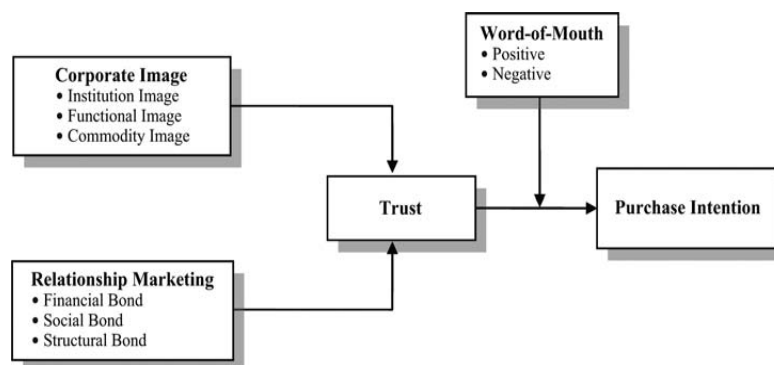 Word-of-Mouth
• Positive
• Negative
Corporate Image
• Institution Image
• Functional Image
• Commodity Image
Trust
Purchase Intention
Relationship Marketing
• Financial Bond
• Social Bond
• Structural Bond